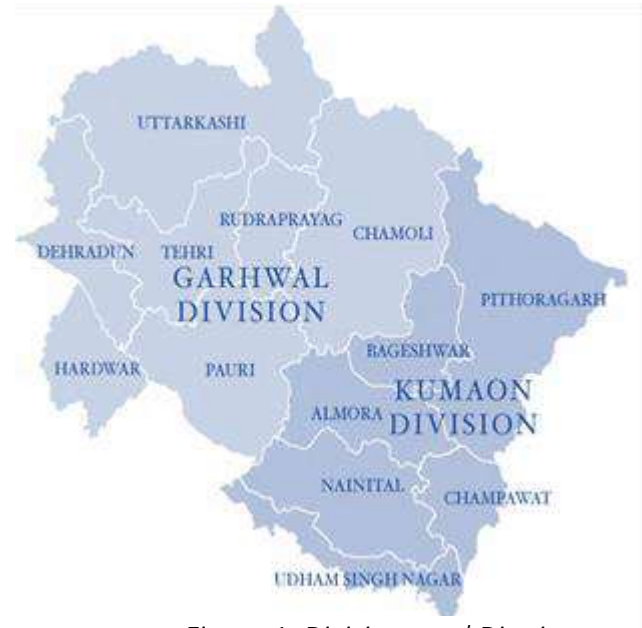 UTTARKASHI
RUDRAPRAYAG
CHAMOLI
DEHRADUN
TEHRI
GARHWAL
DIVISION
PITHORAGARH
HARDWAR
PAURI
BAGESHWAR
KUMAON
DIVISION
ALMORA
NAINITAL
CHAMPAWAT
UDHAM SINGH NAGAR